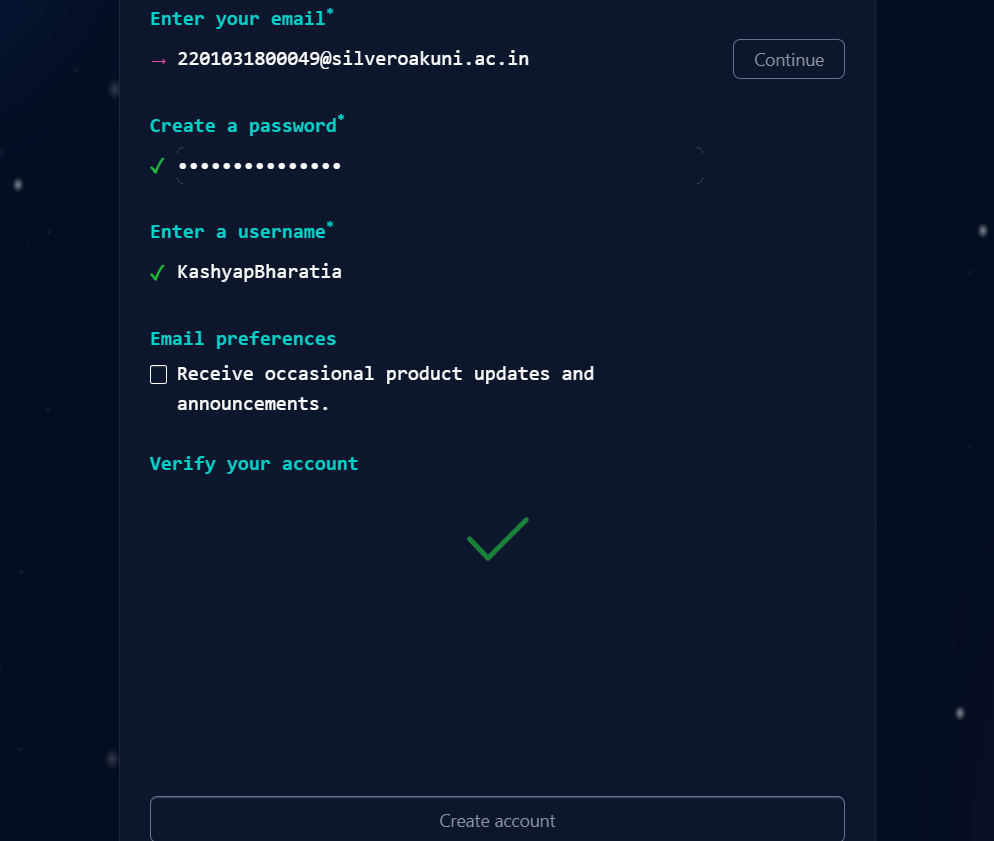 Enter your email*
→ 2201031800049@silveroakuni.ac.in
Continue
Create a password*
✓ •••••••••••••••
Enter a username*
✓ KashyapBharatia
Email preferences
Receive occasional product updates and
announcements.
Verify your account
Create account